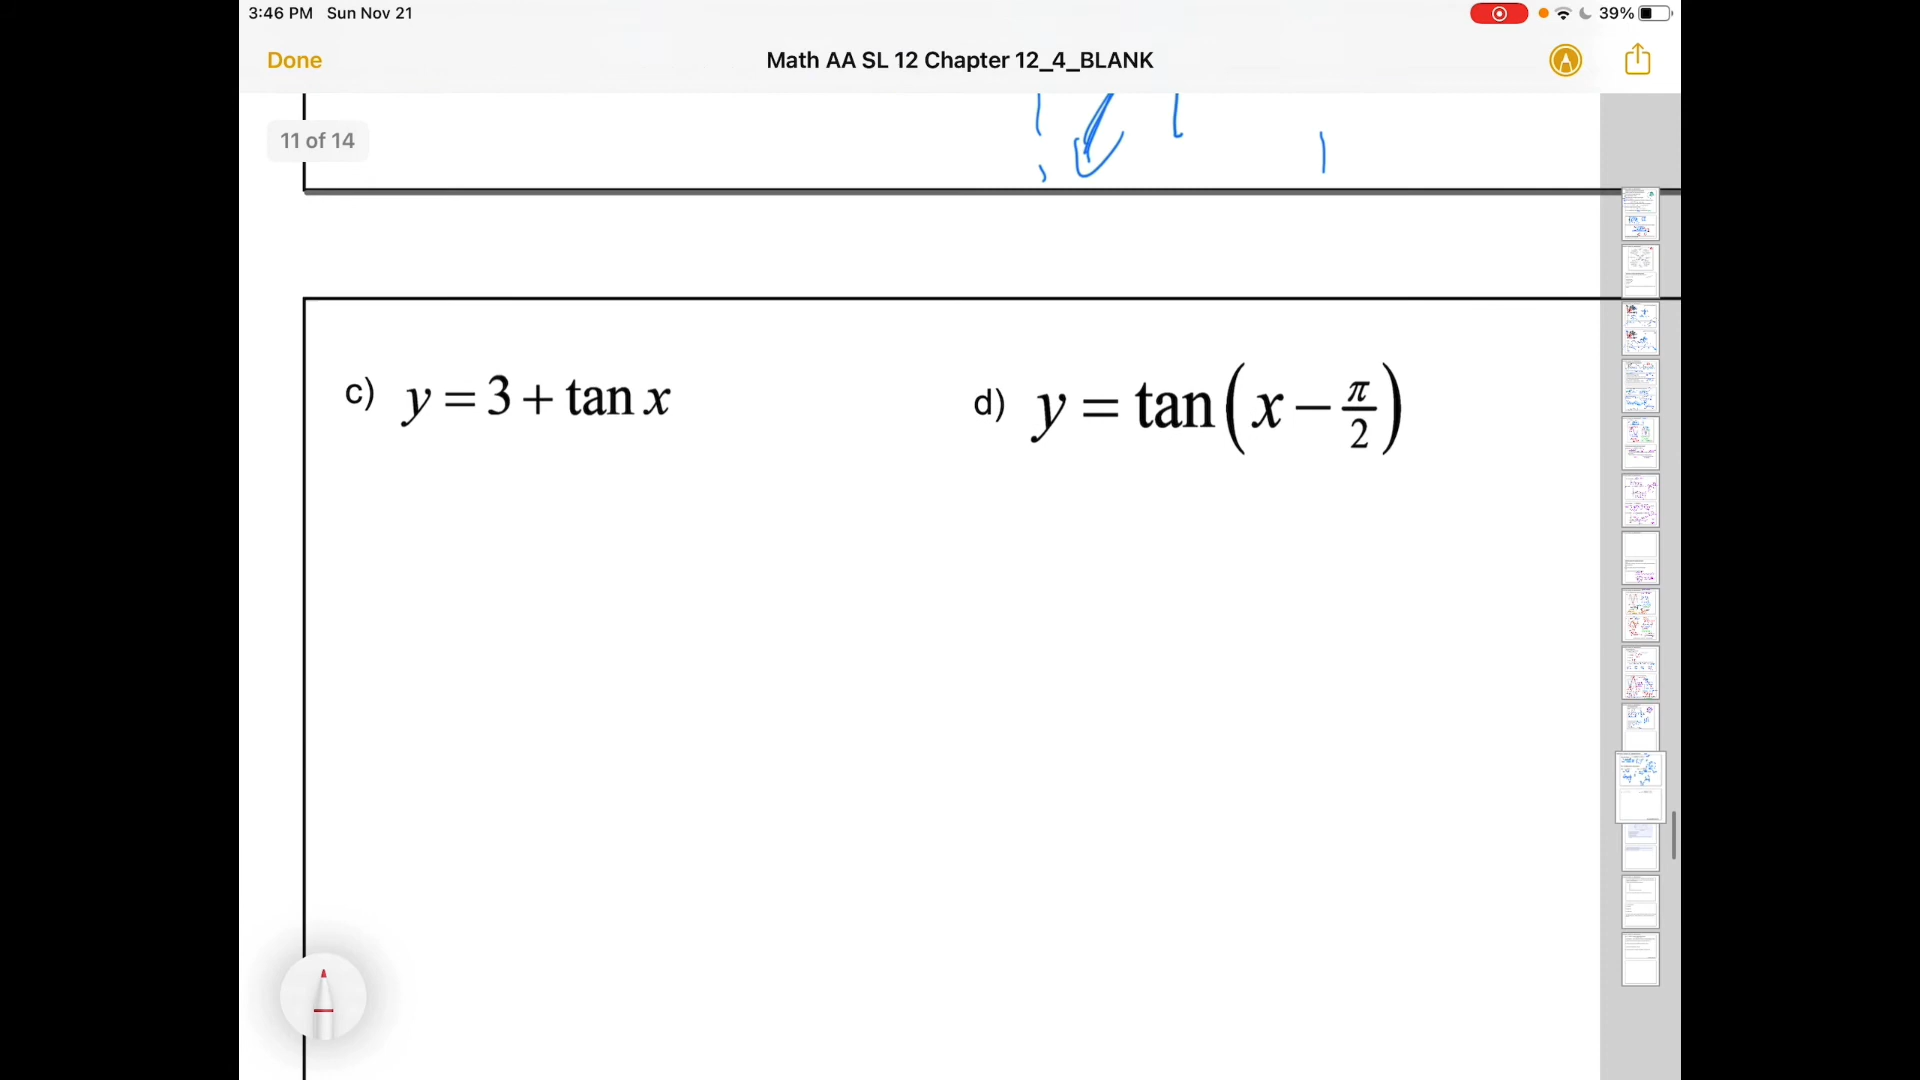 3:46 PM Sun Nov 21
39%
Done
Math AA SL 12 Chapter 12_4_BLANK
11 of 14
c) y = 3 + tan x
d) y = tan(x − π/2)